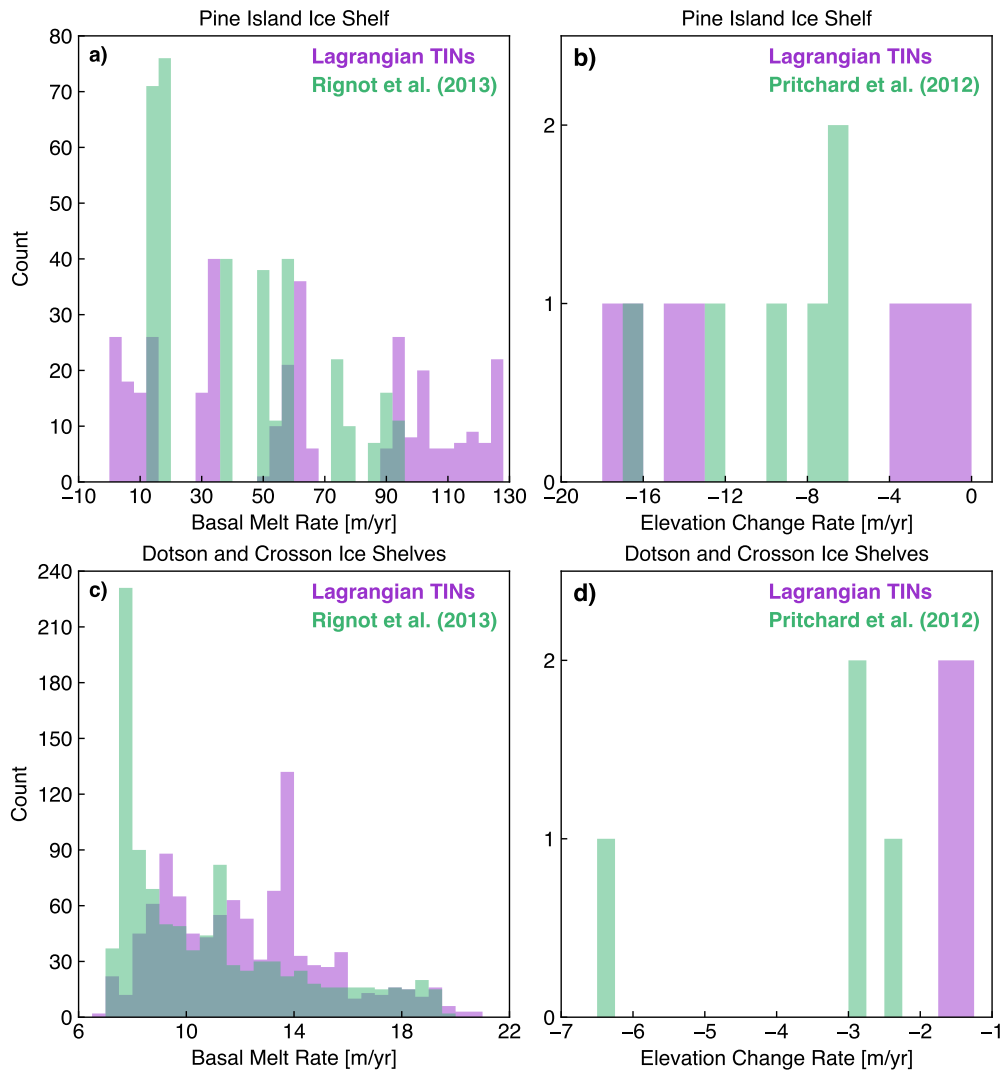 Pine Island Ice Shelf
a)
Lagrangian TINs
Rignot et al. (2013)
80
70
60
50
40
30
20
10
0
Count
−10 10 30 50 70 90 110 130
Basal Melt Rate [m/yr]
Pine Island Ice Shelf
b)
Lagrangian TINs
Pritchard et al. (2012)
2
1
0
−20 −16 −12 −8 −4 0
Elevation Change Rate [m/yr]
Dotson and Crosson Ice Shelves
c)
Lagrangian TINs
Rignot et al. (2013)
240
210
180
150
120
90
60
30
0
Count
6 10 14 18 22
Basal Melt Rate [m/yr]
Dotson and Crosson Ice Shelves
d)
Lagrangian TINs
Pritchard et al. (2012)
2
1
0
−7 −6 −5 −4 −3 −2 −1
Elevation Change Rate [m/yr]